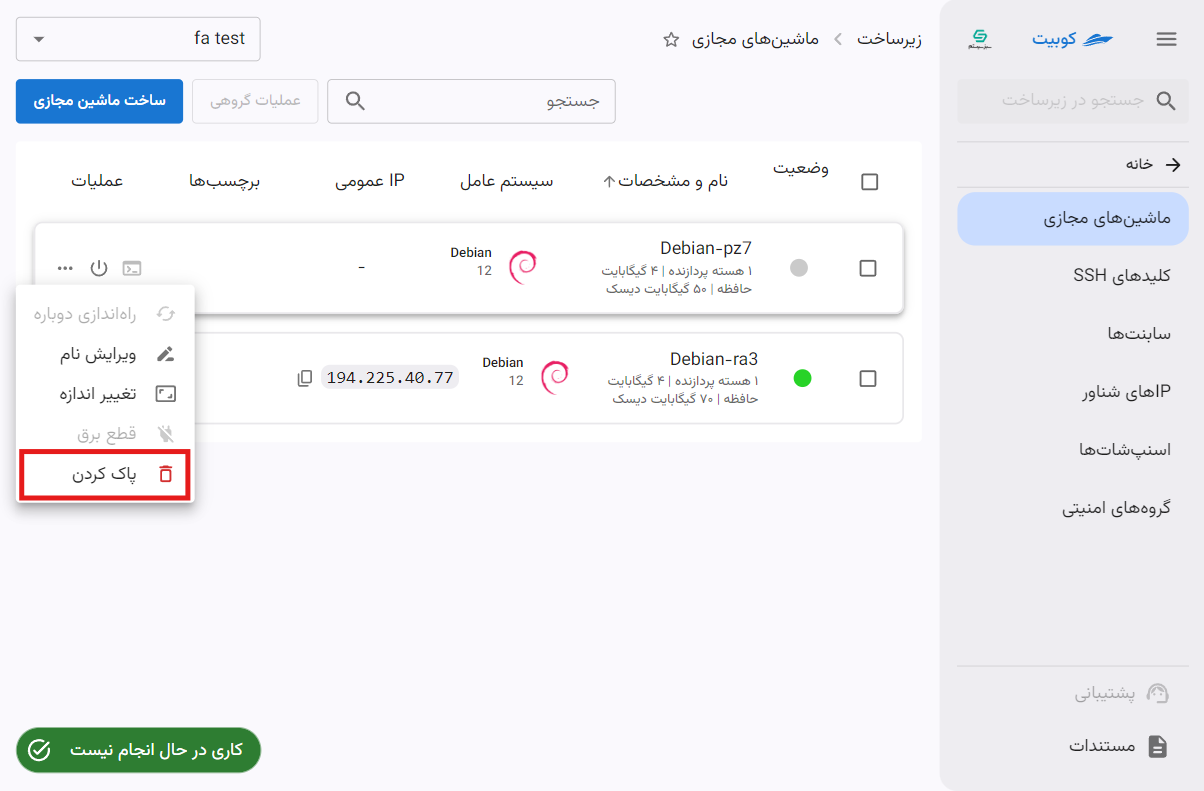 کوبیت
جستجو در زیرساخت
خانه
ماشین‌های مجازی
کلیدهای SSH
سابنت‌ها
IPهای شناور
اسنپ‌شات‌ها
گروه‌های امنیتی
پشتیبانی
مستندات
زیرساخت
ماشین‌های مجازی
fa test
جستجو
عملیات گروهی
ساخت ماشین مجازی
وضعیت
نام و مشخصات
سیستم عامل
IP عمومی
برچسب‌ها
عملیات
Debian-pz7
۱ هسته پردازنده | ۴ گیگابایت
حافظه | ۵۰ گیگابایت دیسک
Debian
12
-
Debian-ra3
۱ هسته پردازنده | ۴ گیگابایت
حافظه | ۷۰ گیگابایت دیسک
Debian
12
194.225.40.77
راه‌اندازی دوباره
ویرایش نام
تغییر اندازه
قطع برق
پاک کردن
کاری در حال انجام نیست